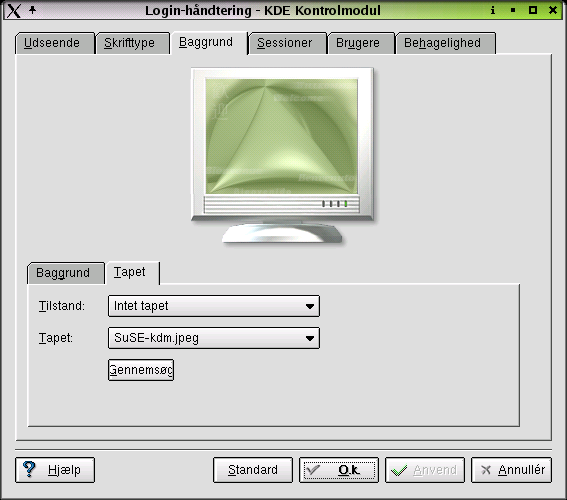 Login-håndtering - KDE Kontrolmodul
Udseende Skrifttype Baggrund Sessioner Brugere Behagelighed
Baggrund Tapet
Tilstand: Intet tapet
Tapet: SuSE-kdm.jpeg
Gennemsøg
Hjælp Standard O.k. Anvend Annullér